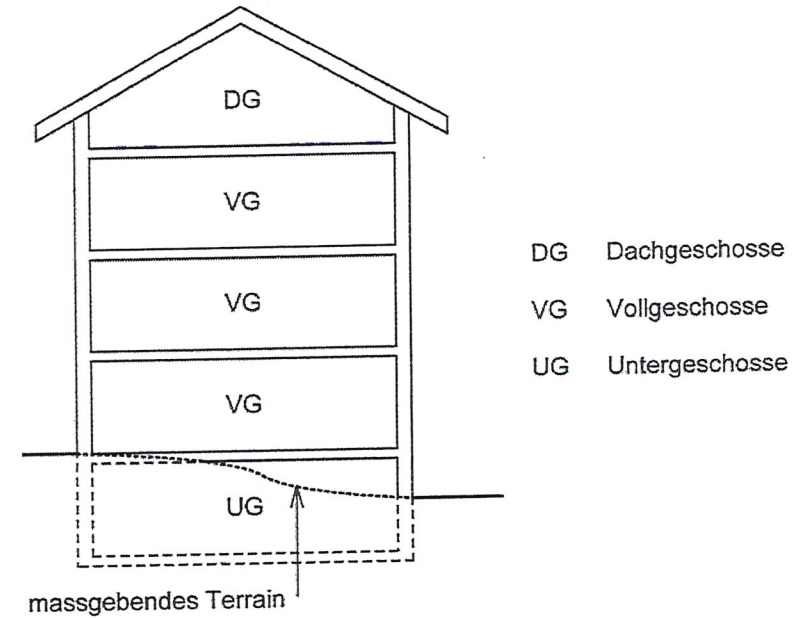 DG
VG
VG
VG
UG
massgebendes Terrain
DG Dachgeschosse
VG Vollgeschosse
UG Untergeschosse